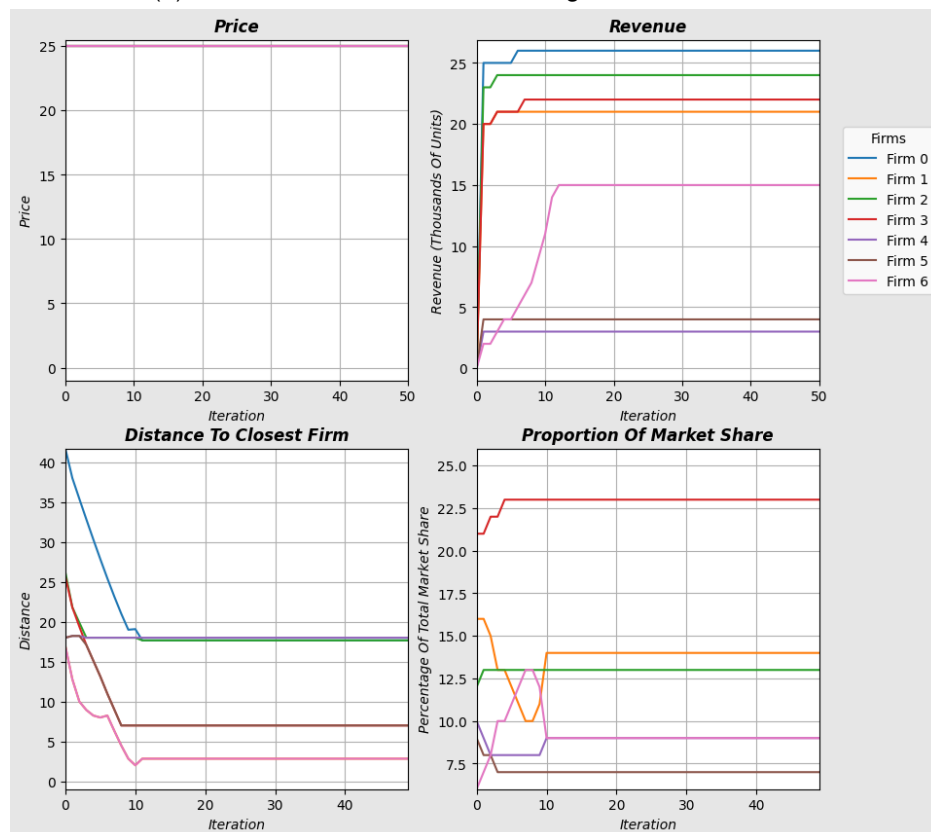 Price
Revenue
25
20
15
10
5
0
Price
0 10 20 30 40 50
Iteration
25
20
15
10
5
0
Revenue (Thousands Of Units)
0 10 20 30 40 50
Iteration
Firms
Firm 0
Firm 1
Firm 2
Firm 3
Firm 4
Firm 5
Firm 6
Distance To Closest Firm
Proportion Of Market Share
40
35
30
25
20
15
10
5
0
Distance
0 10 20 30 40
Iteration
25.0
22.5
20.0
17.5
15.0
12.5
10.0
7.5
Percentage Of Total Market Share
0 10 20 30 40
Iteration